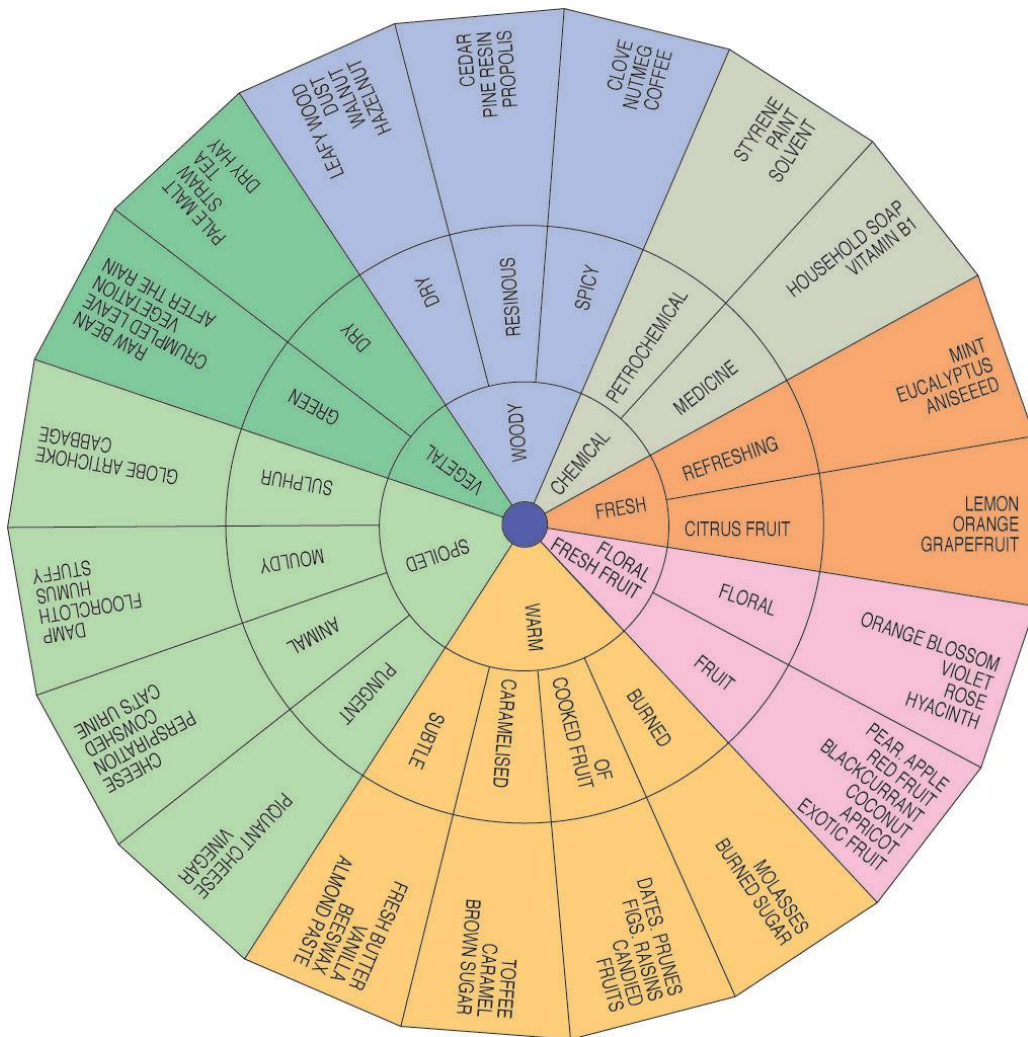 WOODY
DRY
LEAFY WOOD
DUST
WALNUT
HAZELNUT
RESINOUS
CEDAR
PINE RESIN
PROPOLIS
SPICY
CLOVE
NUTMEG
COFFEE
CHEMICAL
PETROCHEMICAL
STYRENE
PAINT
SOLVENT
MEDICINE
HOUSEHOLD SOAP
VITAMIN B1
FRESH
REFRESHING
MINT
EUCALYPTUS
ANISEEED
CITRUS FRUIT
LEMON
ORANGE
GRAPEFRUIT
FLORAL
FRESH FRUIT
FLORAL
ORANGE BLOSSOM
VIOLET
ROSE
HYACINTH
FRUIT
PEAR. APPLE
RED FRUIT
BLACKCURRANT
COCONUT
APRICOT
EXOTIC FRUIT
WARM
BURNED
MOLASSES
BURNED SUGAR
OF
COOKED FRUIT
DATES. PRUNES
FIGS. RAISINS
CANDIED
FRUITS
CARAMELISED
TOFFEE
CARAMEL
BROWN SUGAR
SUBTLE
FRESH BUTTER
VANILLA
BEESWAX
ALMOND PASTE
SPOILED
PUNGENT
PIQUANT CHEESE
VINEGAR
ANIMAL
CHEESE
PERSPIRATION
COWSHED
CAT'S URINE
MOULDY
DAMP
FLOORCLOTH
HUMUS
STUFFY
SULPHUR
GLOBE ARTICHOKE
CABBAGE
VEGETAL
GREEN
RAW BEAN
CRUMPLED LEAVE
VEGETATION
AFTER THE RAIN
DRY
DRY HAY
TEA
STRAW
PALE MALT